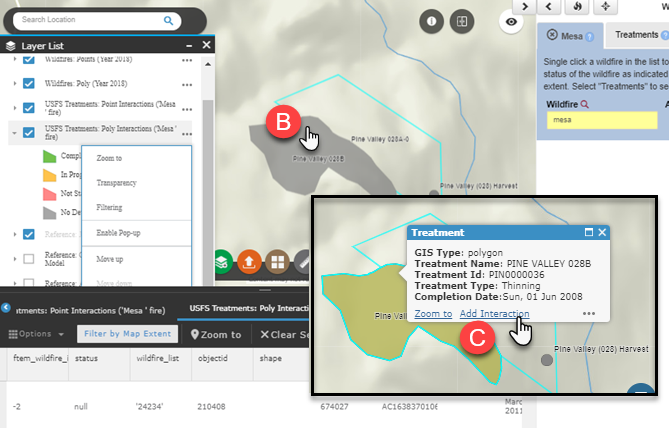 Search Location
Layer List
Wildfires: Points (Year 2018)
Wildfires: Poly (Year 2018)
USFS Treatments: Point Interactions ('Mesa ' fire)
USFS Treatments: Poly Interactions ('Mesa ' fire)
Compl
In Prog
Not St
No De
Reference:
Reference: Model
Reference:
Zoom to
Transparency
Filtering
Enable Pop-up
Move up
Move down
B
Pine Valley 028A-0
Pine Valley 028B
Pine Valley (028) Harvest
W
Mesa ?
Treatments ?
Single click a wildfire in the list to
status of the wildfire as indicated
extent. Select "Treatments" to se
Wildfire
A
mesa
Treatment
GIS Type: polygon
Treatment Name: PINE VALLEY 028B
Treatment Id: PIN0000036
Treatment Type: Thinning
Completion Date:Sun, 01 Jun 2008
Zoom to Add Interaction
C
Pine Val
Pine Valley (028) Harvest
atments: Point Interactions ('Mesa ' fire)
USFS Treatments: Poly Interactio
Options
Filter by Map Extent
Zoom to
Clear Se
ftem_wildfire_i
status
wildfire_list
objectid
shape
-2
null
'24234'
210408
674027
AC1638370106
Marc
2011